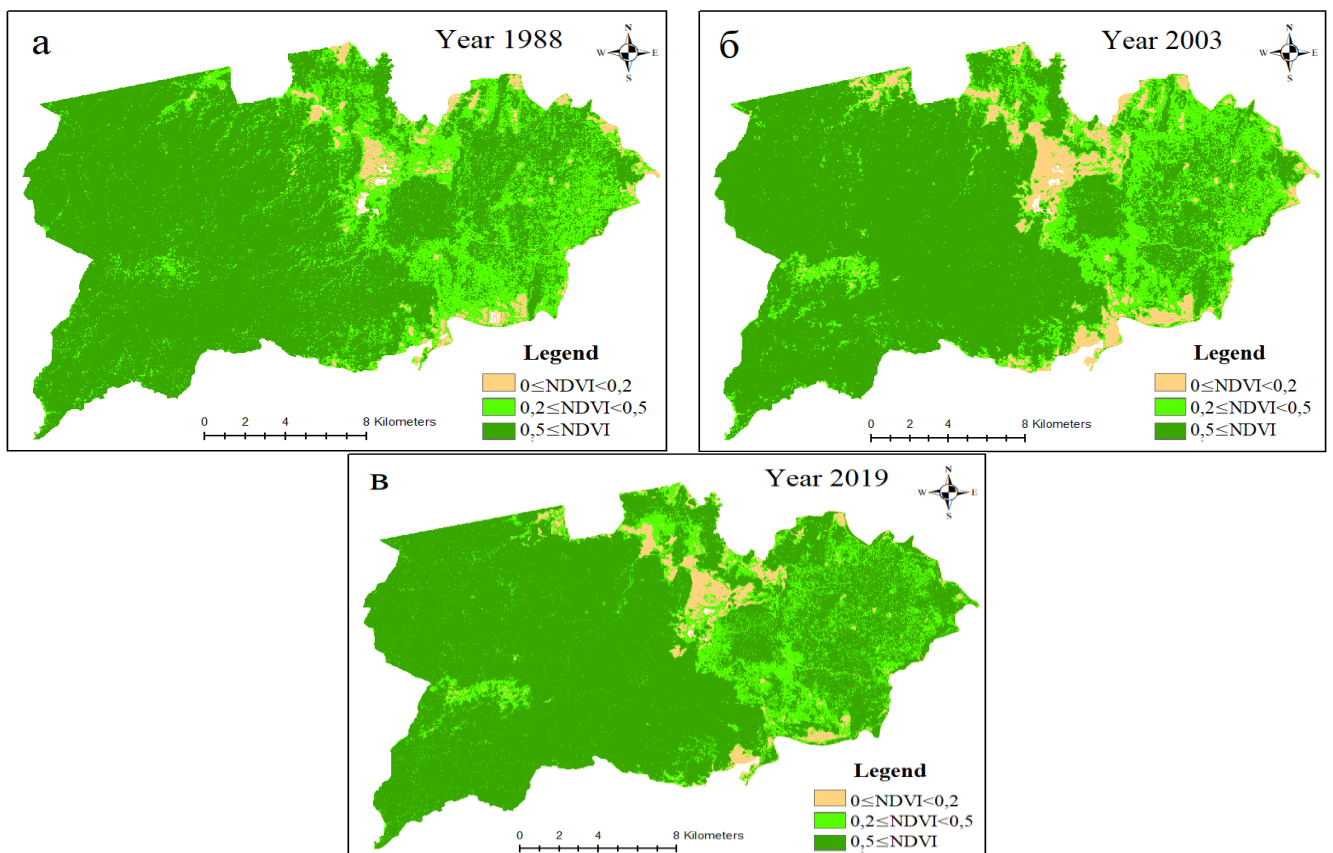 а
Year 1988
N
W E
S
Legend
0≤NDVI<0,2
0,2≤NDVI<0,5
0,5≤NDVI
0 2 4 8 Kilometers
б
Year 2003
N
W E
S
Legend
0≤NDVI<0,2
0,2≤NDVI<0,5
0,5≤NDVI
0 2 4 8 Kilometers
в
Year 2019
N
W E
S
Legend
0≤NDVI<0,2
0,2≤NDVI<0,5
0,5≤NDVI
0 2 4 8 Kilometers